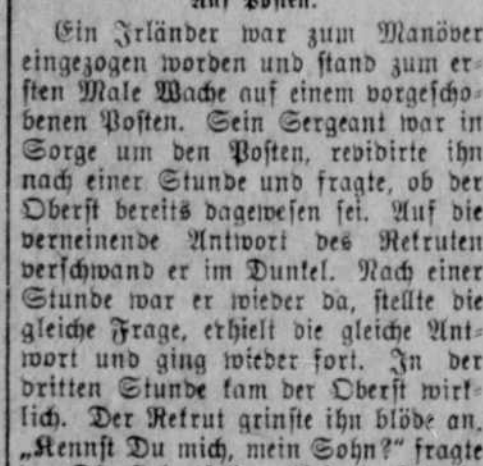 Auf Posten.
Ein Irländer war zum Manöver
eingezogen worden und stand zum er-
sten Male Wache auf einem vorgescho-
benen Posten. Sein Sergeant war in
Sorge um den Posten, revidirte ihn
nach einer Stunde und fragte, ob der
Oberst bereits dagewesen sei. Auf die
verneinende Antwort des Rekruten
verschwand er im Dunkel. Nach einer
Stunde war er wieder da, stellte die
gleiche Frage, erhielt die gleiche Ant-
wort und ging wieder fort. In der
dritten Stunde kam der Oberst wirk-
lich. Der Rekrut grinste ihn blöde an.
„Kennst Du mich, mein Sohn?“ fragte